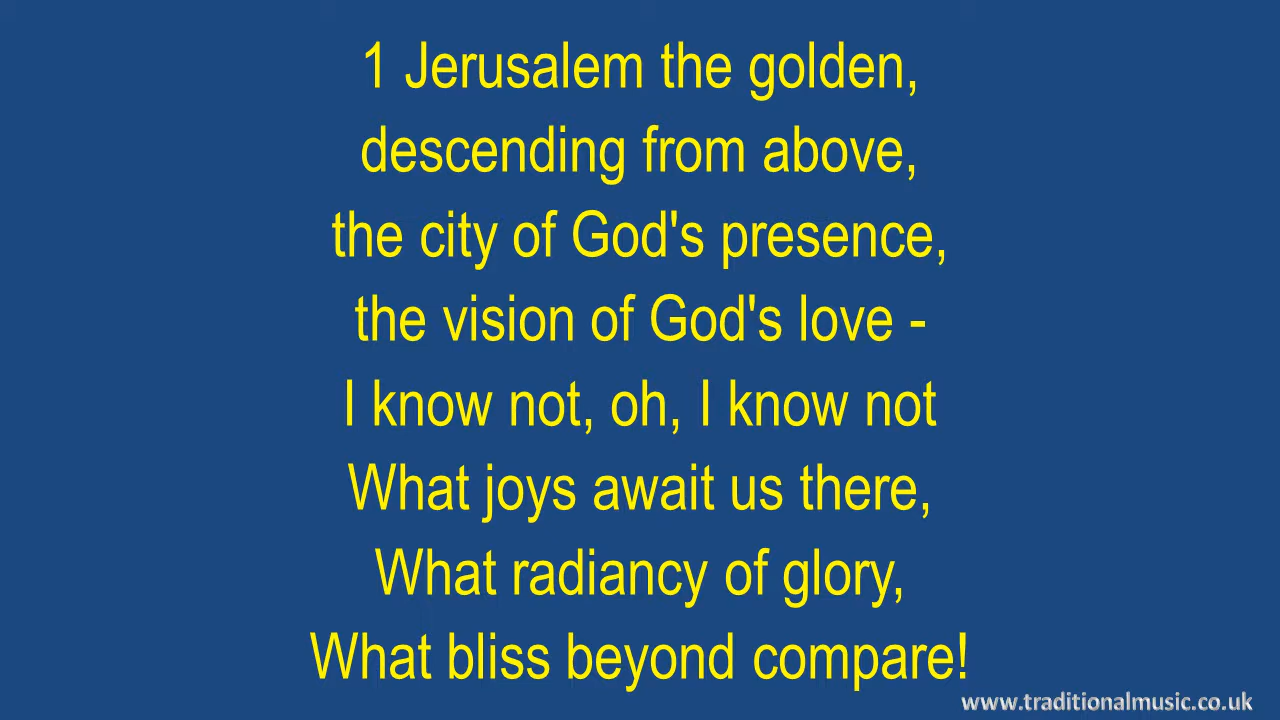 1 Jerusalem the golden,
descending from above,
the city of God's presence,
the vision of God's love -
I know not, oh, I know not
What joys await us there,
What radiancy of glory,
What bliss beyond compare!
www.traditionalmusic.co.uk